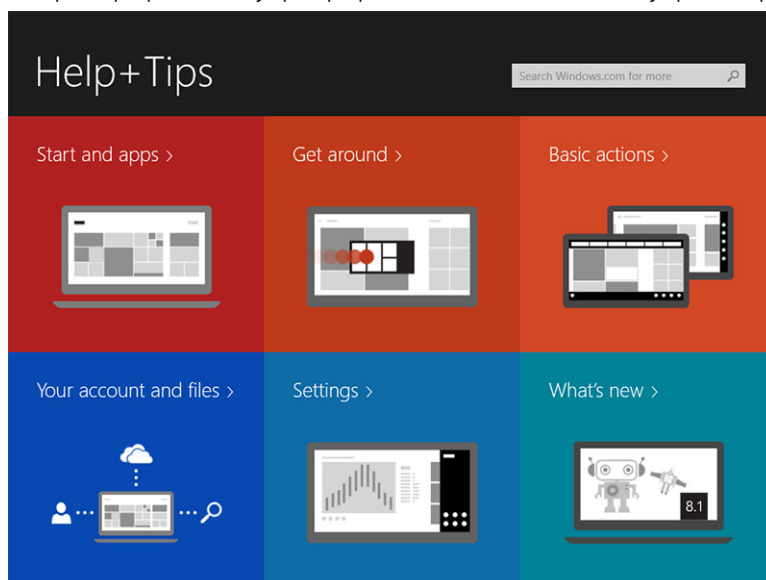 Help+Tips
Search Windows.com for more
Start and apps >
Get around >
Basic actions >
Your account and files >
Settings >
What's new >
8.1